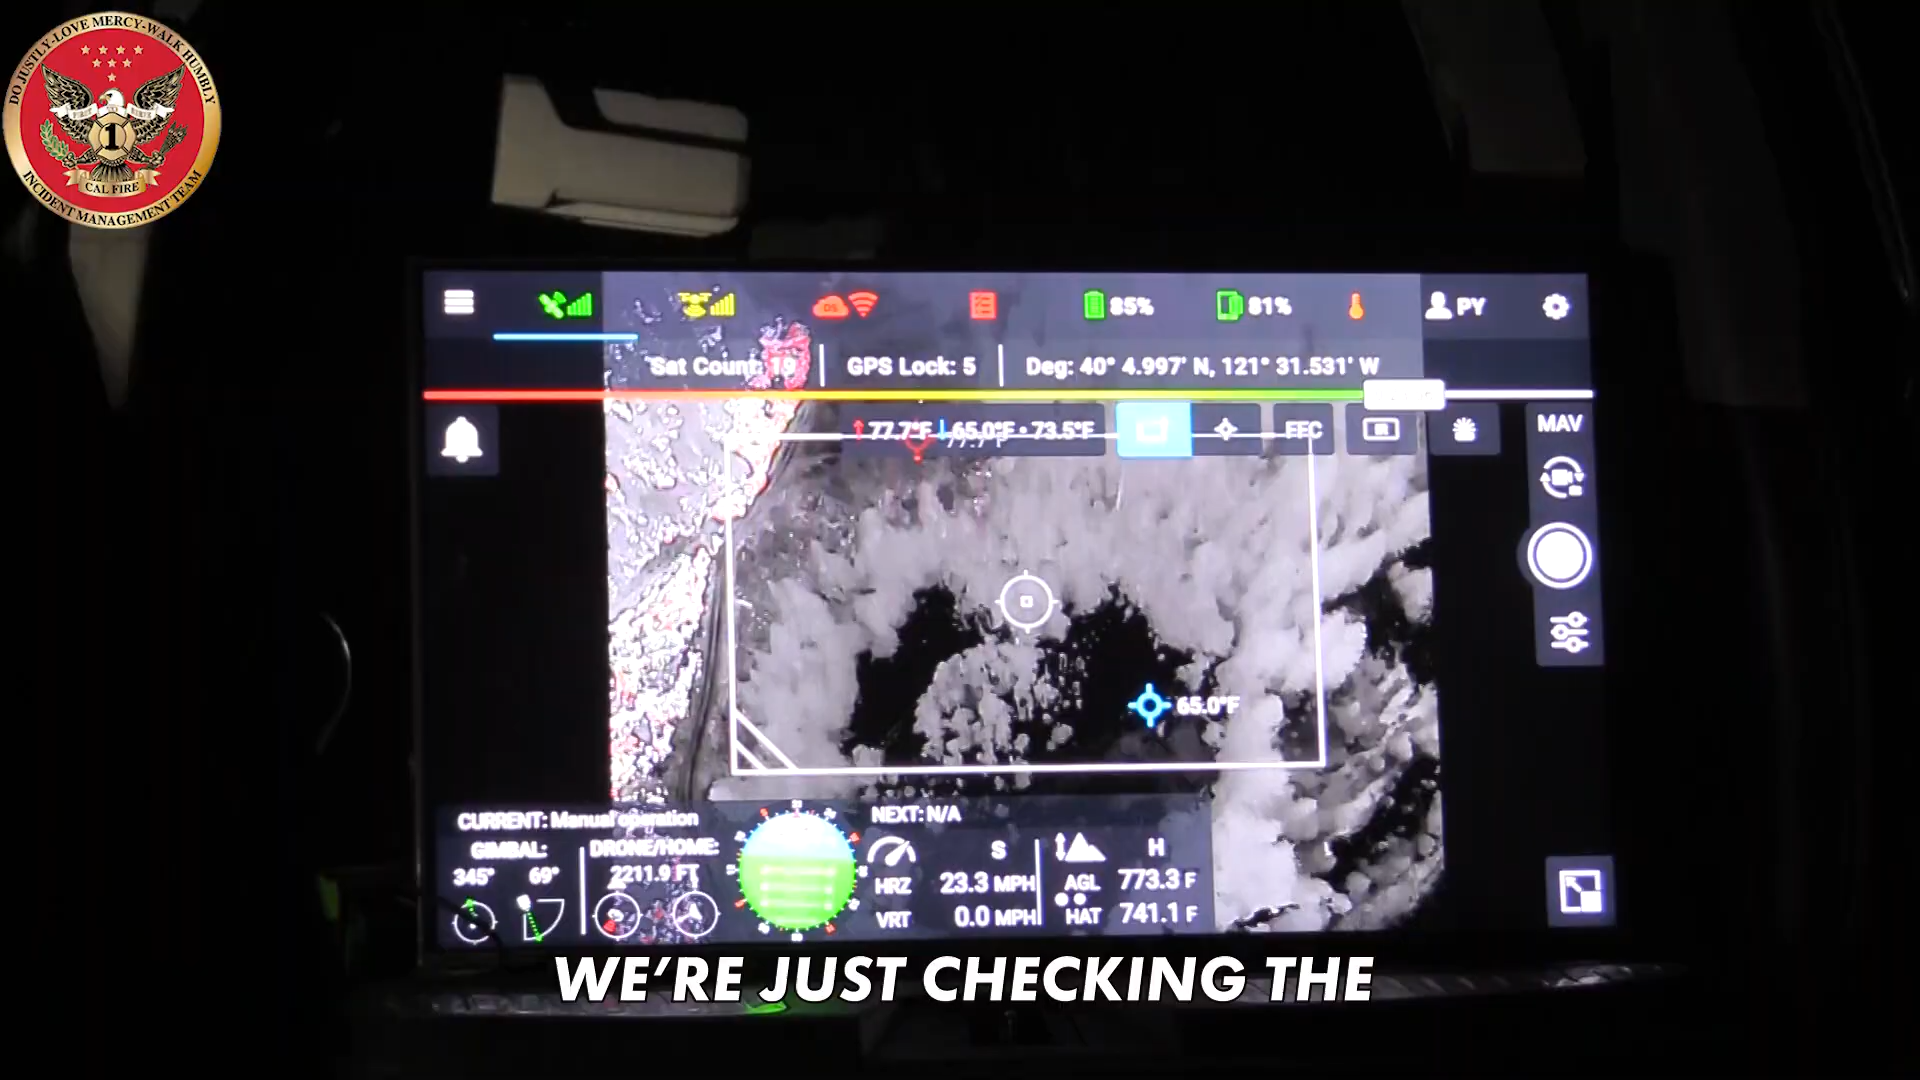 DO JUSTLY-LOVE MERCY-WALK HUMBLY
1
CAL FIRE
INCIDENT MANAGEMENT TEAM
DS
85%
81%
PY
Sat Count: 19
GPS Lock: 5
Deg: 40° 4.997' N, 121° 31.531' W
77.7°F 65.0°F • 73.5°F
FFC
MAV
65.0°F
CURRENT: Manual operation
NEXT: N/A
GIMBAL:
DRONE/HOME:
S
H
345°
69°
2211.9 FT
HRZ
23.3 MPH
AGL
773.3 F
VRT
0.0 MPH
HAT
741.1 F
WE'RE JUST CHECKING THE